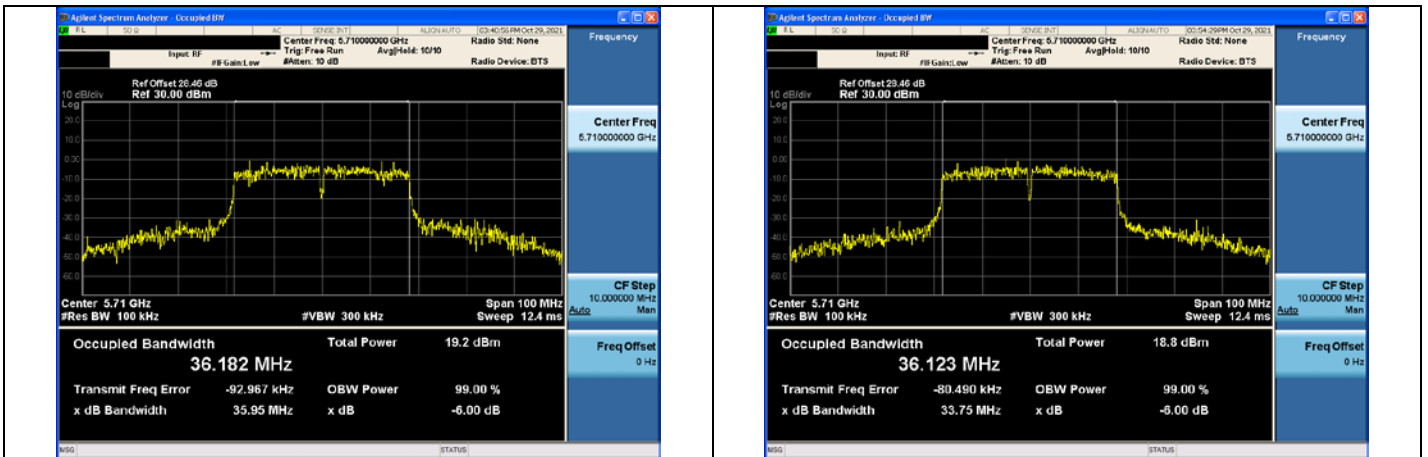 Agilent Spectrum Analyzer - Occupied BW
RL 50 Ω AC SENSE:INT ALIGN AUTO 03:40:56 PM Oct 29, 2021
Center Freq: 5.710000000 GHz Radio Std: None
Input: RF Trig: Free Run Avg|Hold: 10/10
#IFGain:Low #Atten: 10 dB Radio Device: BTS
Ref Offset 28.46 dB
10 dB/div Ref 30.00 dBm
Log
20.0
10.0
0.00
-10.0
-20.0
-30.0
-40.0
-50.0
-60.0
Center 5.71 GHz Span 100 MHz
#Res BW 100 kHz #VBW 300 kHz Sweep 12.4 ms
Occupied Bandwidth Total Power 19.2 dBm
36.182 MHz
Transmit Freq Error -92.967 kHz OBW Power 99.00 %
x dB Bandwidth 35.95 MHz x dB -6.00 dB
MSG STATUS
Frequency
Center Freq
5.710000000 GHz
CF Step
10.000000 MHz
Auto Man
Freq Offset
0 Hz
Agilent Spectrum Analyzer - Occupied BW
RL 50 Ω AC SENSE:INT ALIGN AUTO 03:54:29 PM Oct 29, 2021
Center Freq: 5.710000000 GHz Radio Std: None
Input: RF Trig: Free Run Avg|Hold: 10/10
#IFGain:Low #Atten: 10 dB Radio Device: BTS
Ref Offset 28.46 dB
10 dB/div Ref 30.00 dBm
Log
20.0
10.0
0.00
-10.0
-20.0
-30.0
-40.0
-50.0
-60.0
Center 5.71 GHz Span 100 MHz
#Res BW 100 kHz #VBW 300 kHz Sweep 12.4 ms
Occupied Bandwidth Total Power 18.8 dBm
36.123 MHz
Transmit Freq Error -80.490 kHz OBW Power 99.00 %
x dB Bandwidth 33.75 MHz x dB -6.00 dB
MSG STATUS
Frequency
Center Freq
5.710000000 GHz
CF Step
10.000000 MHz
Auto Man
Freq Offset
0 Hz